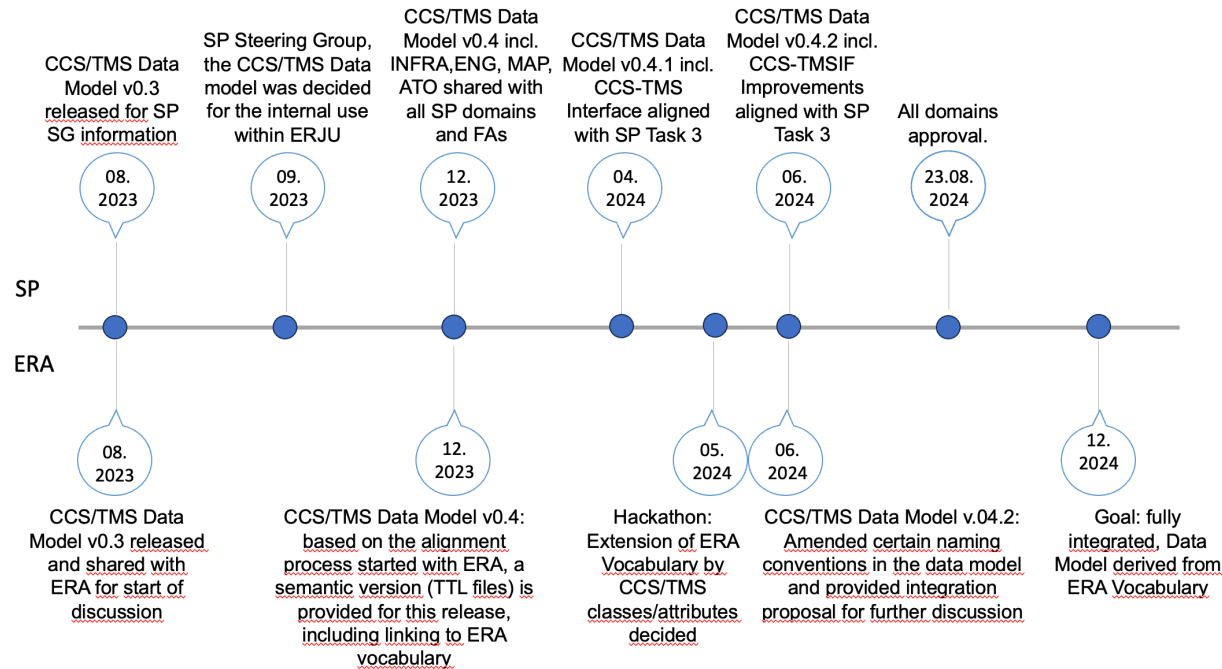 CCS/TMS Data
Model v0.3
released for SP
SG information
08.
2023
SP Steering Group,
the CCS/TMS Data
model was decided
for the internal use
within ERJU
09.
2023
CCS/TMS Data
Model v0.4 incl.
INFRA,ENG, MAP,
ATO shared with
all SP domains
and FAs
12.
2023
CCS/TMS Data
Model v0.4.1 incl.
CCS-TMS
Interface aligned
with SP Task 3
04.
2024
CCS/TMS Data
Model v0.4.2 incl.
CCS-TMSIF
Improvements
aligned with SP
Task 3
06.
2024
All domains
approval.
23.08.
2024
SP
ERA
08.
2023
CCS/TMS Data
Model v0.3 released
and shared with
ERA for start of
discussion
12.
2023
CCS/TMS Data Model v0.4:
based on the alignment
process started with ERA, a
semantic version (TTL files) is
provided for this release,
including linking to ERA
vocabulary
05.
2024
Hackathon:
Extension of ERA
Vocabulary by
CCS/TMS
classes/attributes
decided
06.
2024
CCS/TMS Data Model v.04.2:
Amended certain naming
conventions in the data model
and provided integration
proposal for further discussion
12.
2024
Goal: fully
integrated, Data
Model derived from
ERA Vocabulary